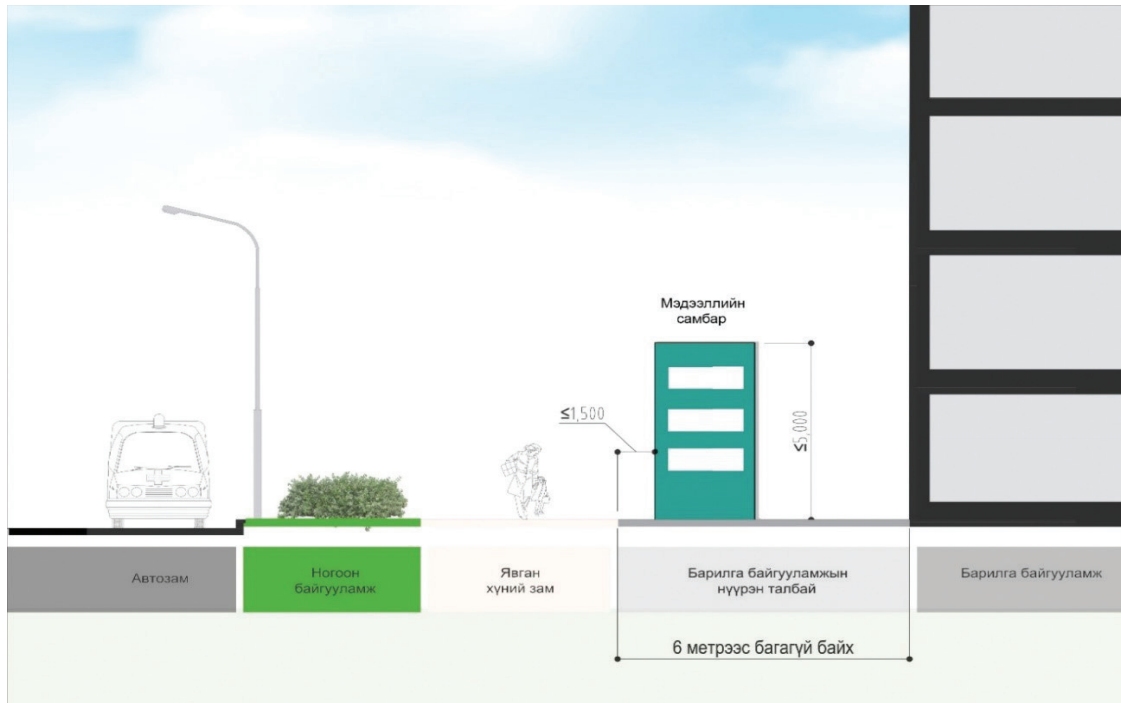 Мэдээллийн
самбар
≤1,500
≤5,000
Автозам
Ногоон
байгууламж
Явган
хүний зам
Барилга байгууламжын
нүүрэн талбай
Барилга байгууламж
6 метрээс багагүй байх